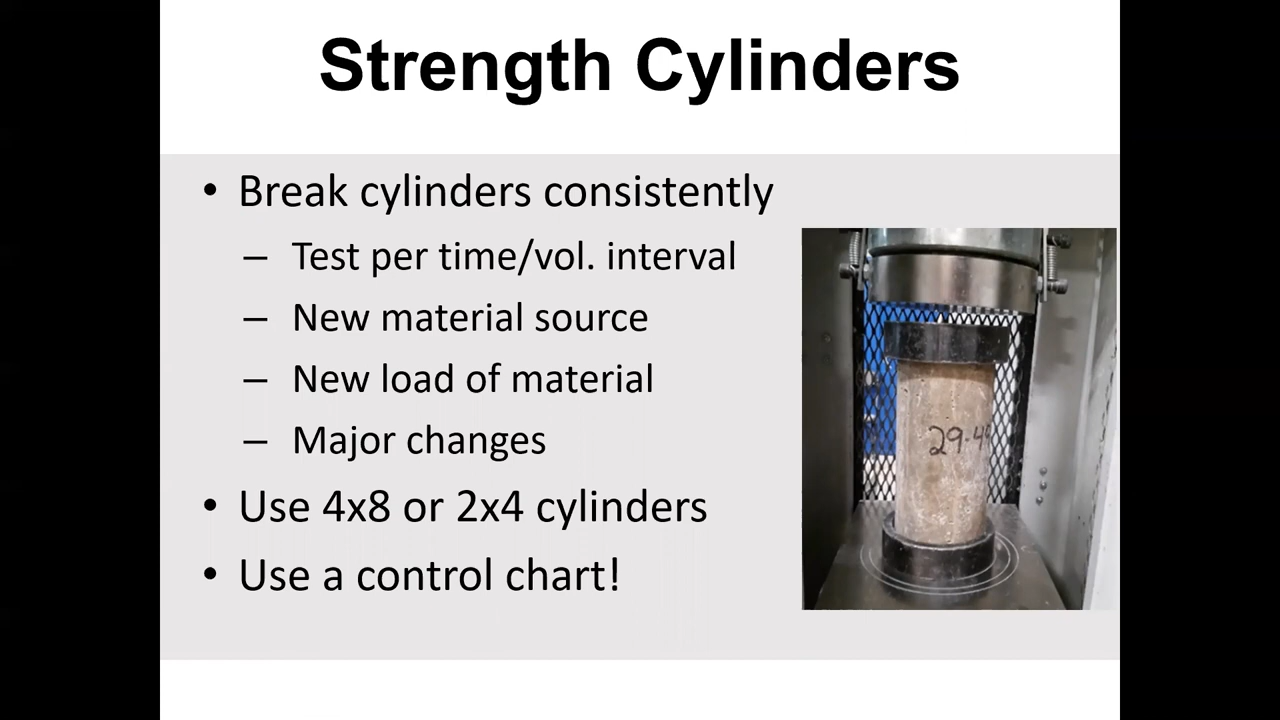 Strength Cylinders
• Break cylinders consistently
– Test per time/vol. interval
– New material source
– New load of material
– Major changes
• Use 4x8 or 2x4 cylinders
• Use a control chart!
29-4